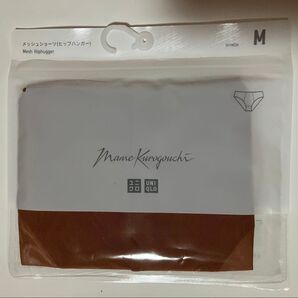 メッシュショーツ(ヒップハンガー)
Mesh Hiphugger
M
WOMEN
Mame Kurogouchi
ユニ UNI
クロ QLO